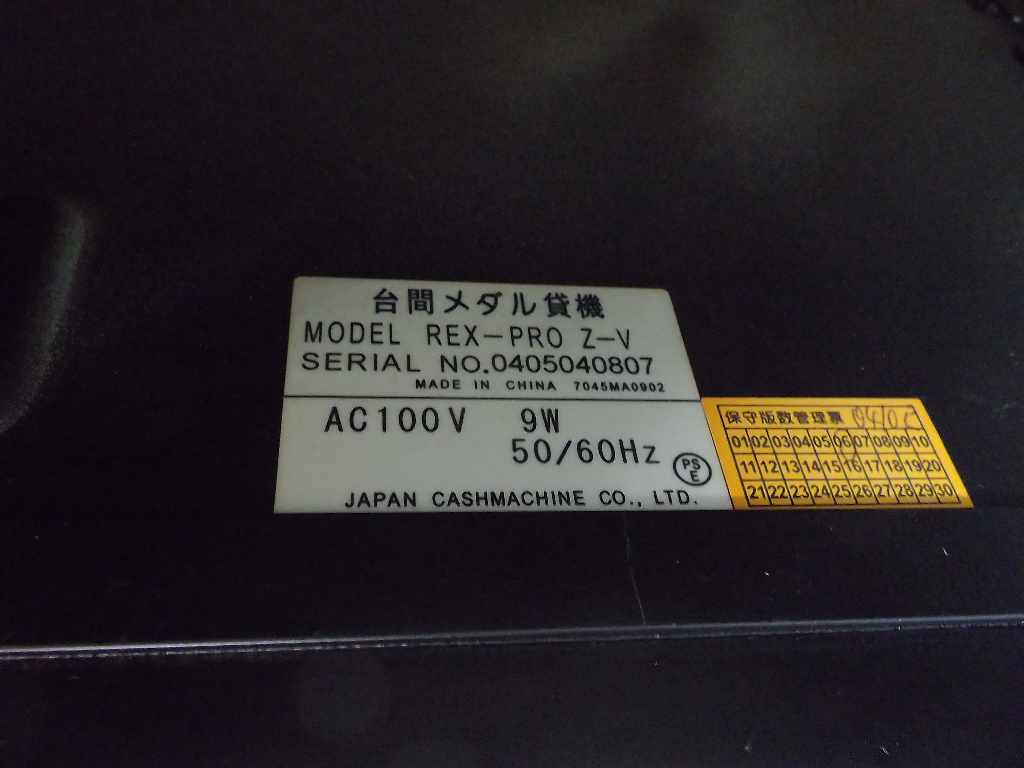 台間メダル貸機
MODEL REX-PRO Z-V
SERIAL NO.0405040807
MADE IN CHINA 7045MA0902
AC100V 9W
50/60Hz
PS
E
JAPAN CASHMACHINE CO., LTD.
保守版数管理票
01 02 03 04 05 06 07 08 09 10
11 12 13 14 15 16 17 18 19 20
21 22 23 24 25 26 27 28 29 30